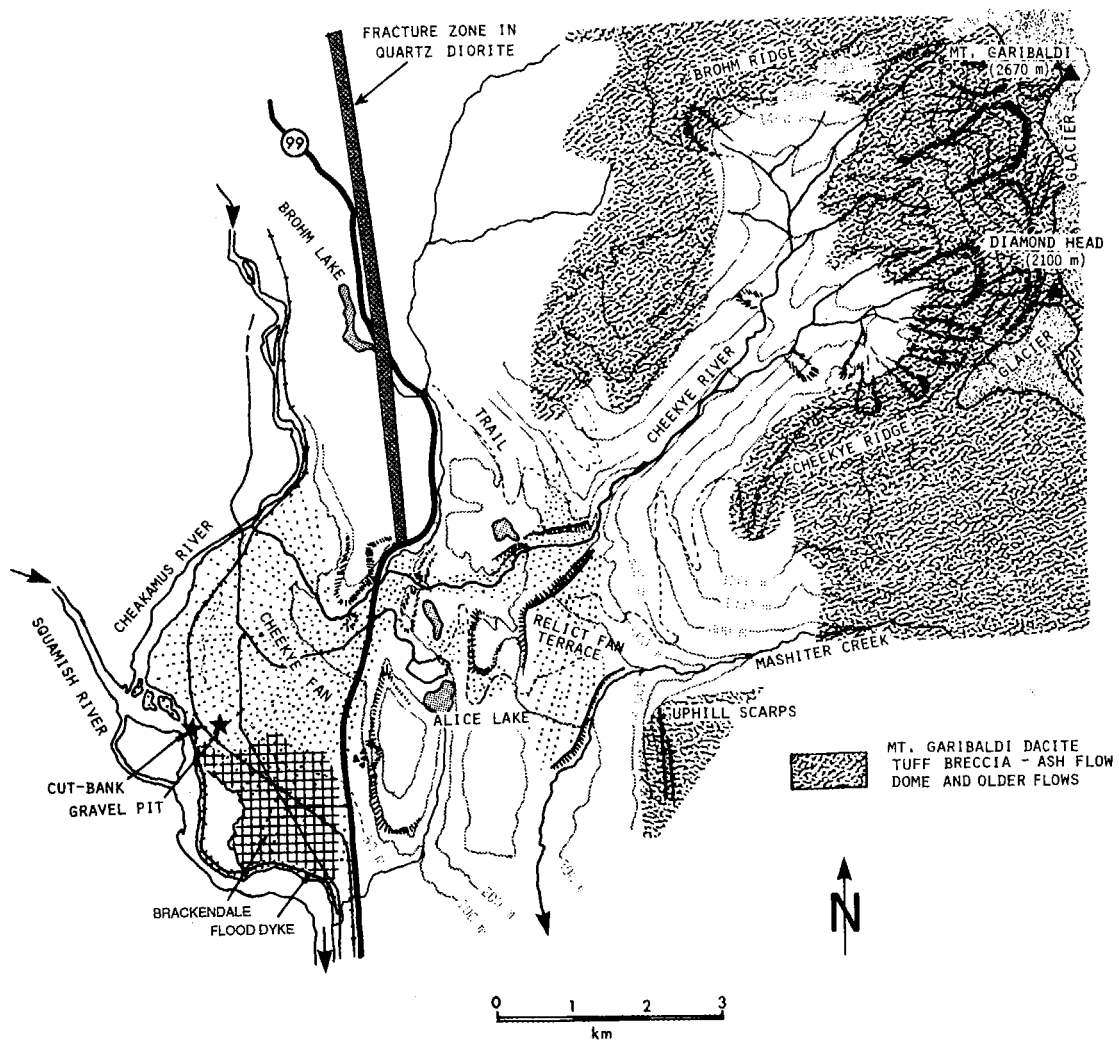 FRACTURE ZONE IN
QUARTZ DIORITE
MT. GARIBALDI
(2670 m)
BROHM RIDGE
99
GLACIER
BROHM LAKE
DIAMOND HEAD
(2100 m)
GLACIER
TRAIL
CHEEKYE RIVER
CHEEKYE RIDGE
CHEAKAMUS RIVER
SQUAMISH RIVER
CHEEKYE
FAN
RELICT FAN
TERRACE
MASHITER CREEK
ALICE LAKE
UPHILL SCARPS
CUT-BANK
GRAVEL PIT
MT. GARIBALDI DACITE
TUFF BRECCIA - ASH FLOW
DOME AND OLDER FLOWS
BRACKENDALE
FLOOD DYKE
200 m
N
0 1 2 3
km